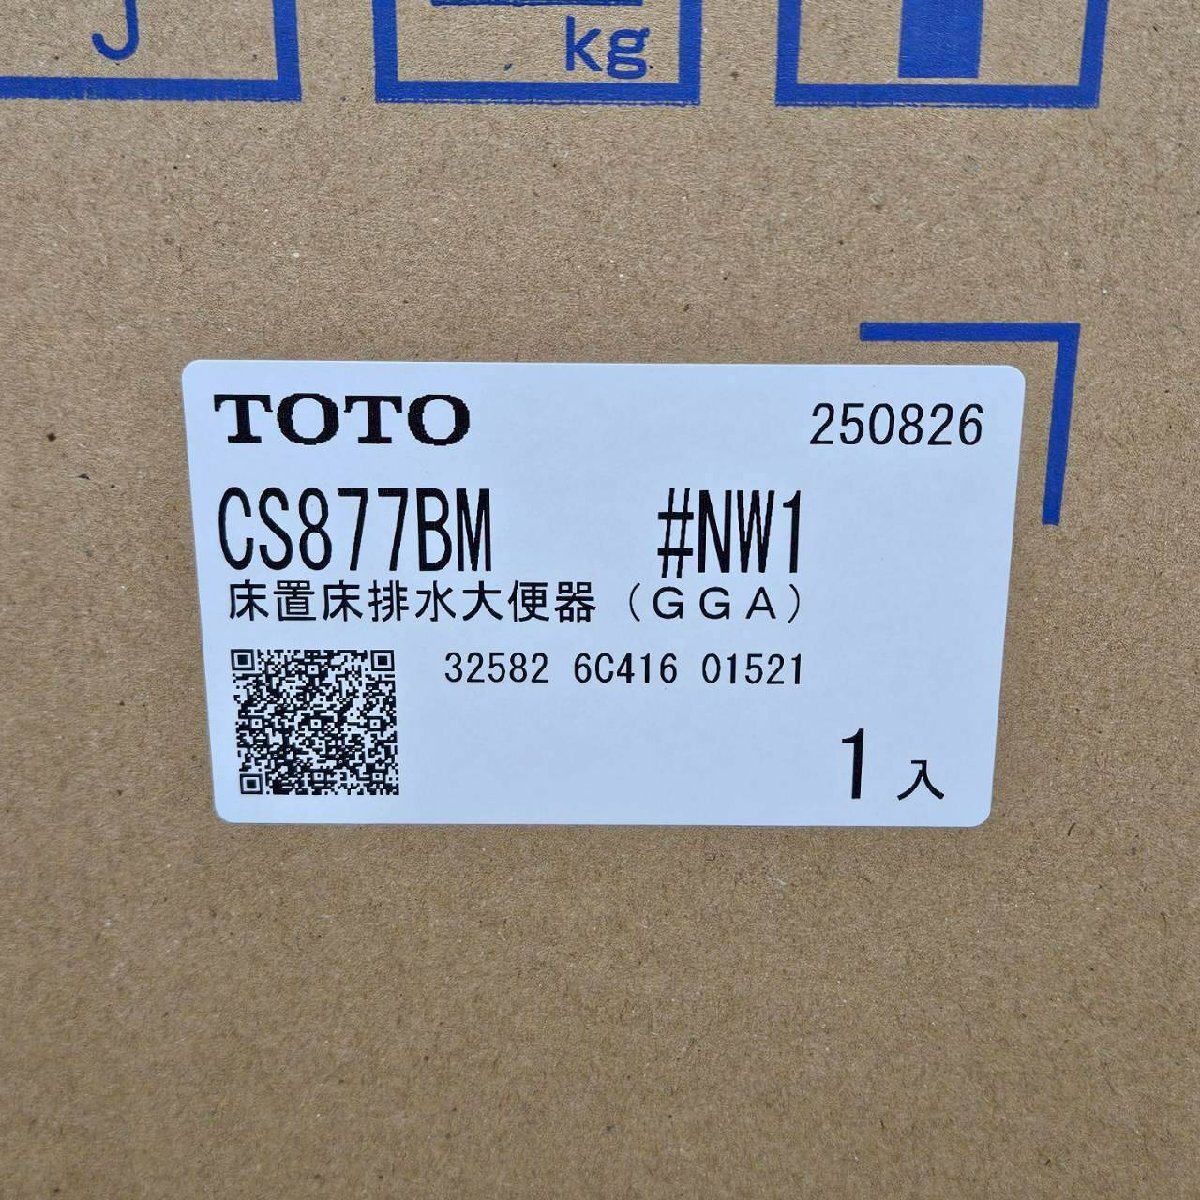 kg
TOTO 250826
CS877BM #NW1
床置床排水大便器（GGA）
32582 6C416 01521
1入